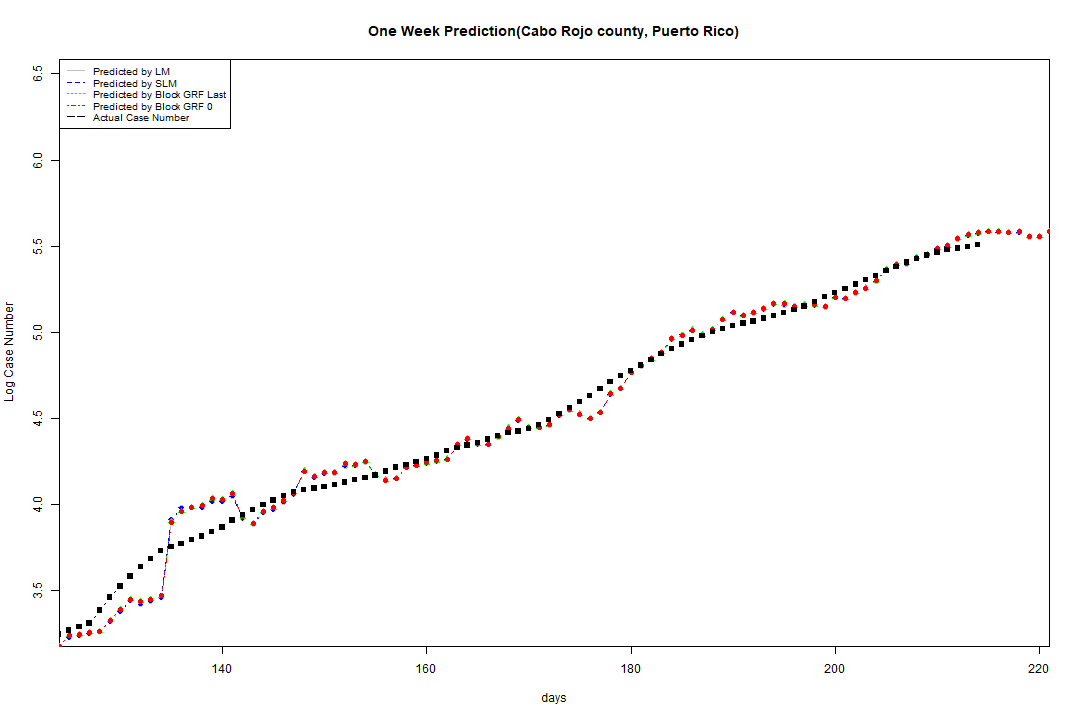 One Week Prediction(Cabo Rojo county, Puerto Rico)
Predicted by LM
Predicted by SLM
Predicted by Block GRF Last
Predicted by Block GRF 0
Actual Case Number
6.5
6.0
5.5
5.0
4.5
4.0
3.5
Log Case Number
140 160 180 200 220
days